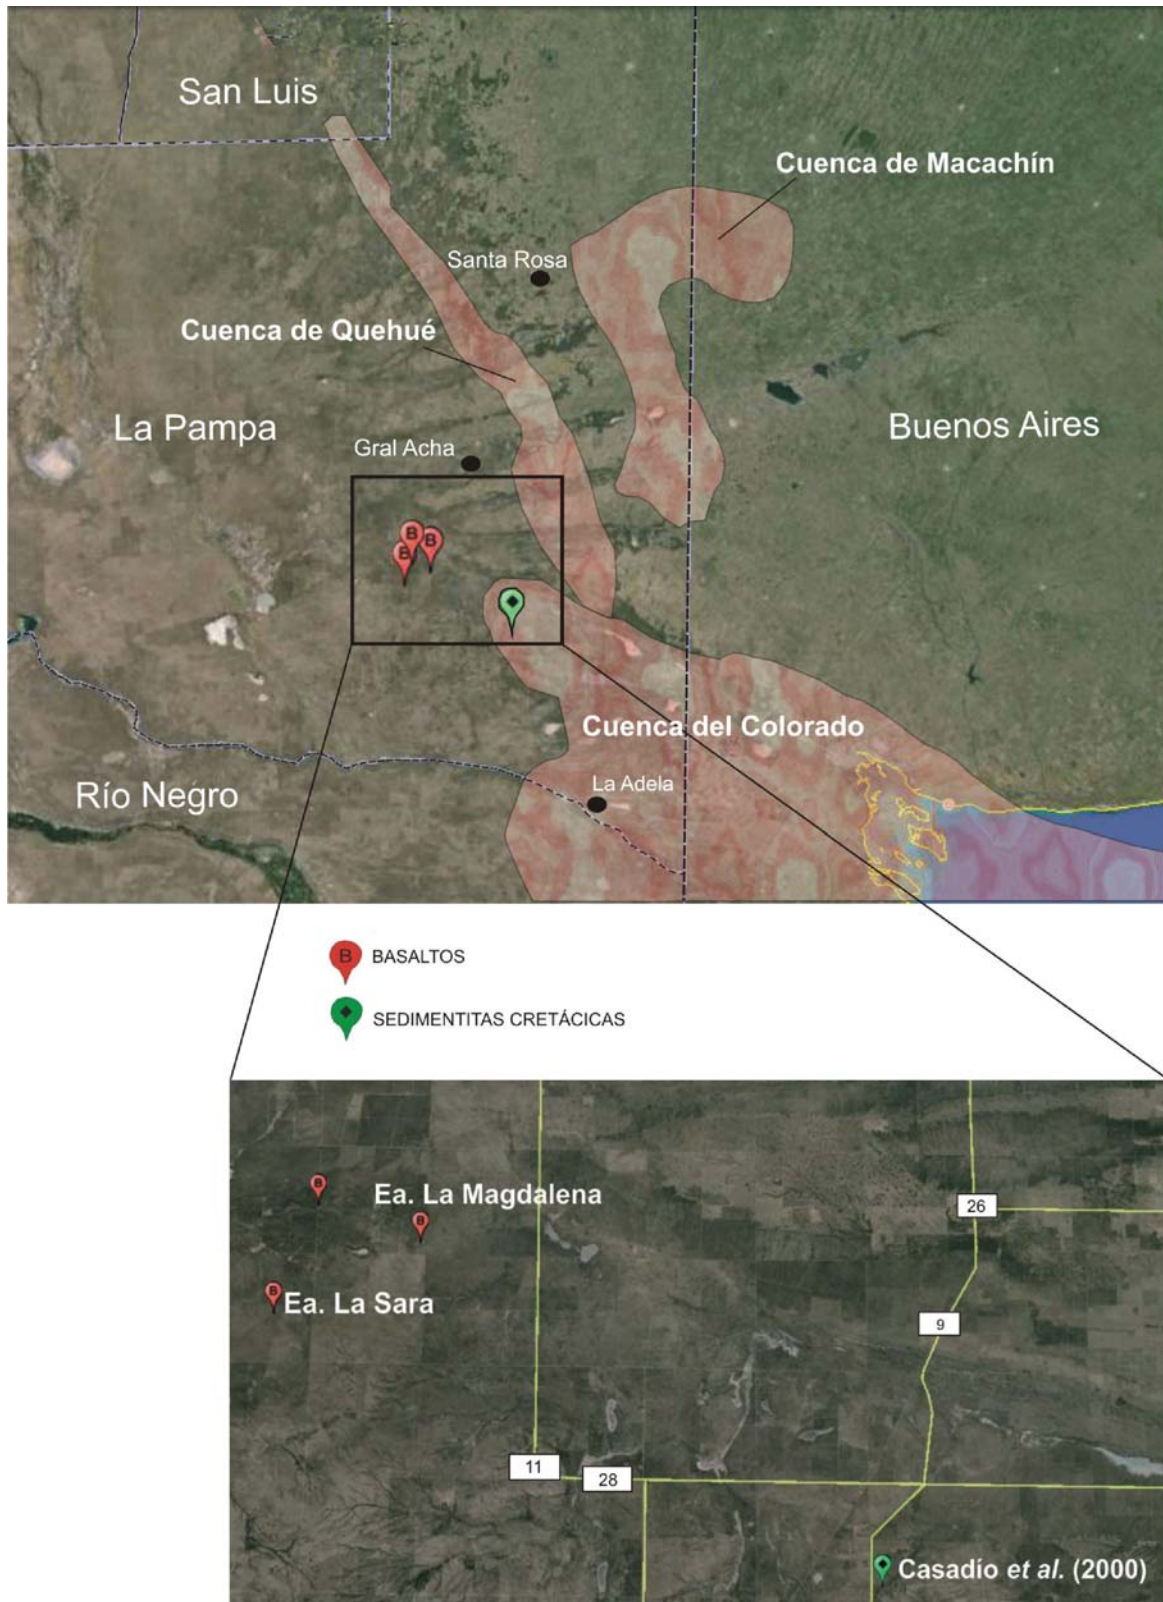 San Luis
Cuenca de Macachín
Santa Rosa
Cuenca de Quehué
La Pampa
Buenos Aires
Gral Acha
B
B
B
Cuenca del Colorado
La Adela
Río Negro
B BASALTOS
SEDIMENTITAS CRETÁCICAS
B
Ea. La Magdalena
B
26
B
Ea. La Sara
9
11
28
Casadío et al. (2000)